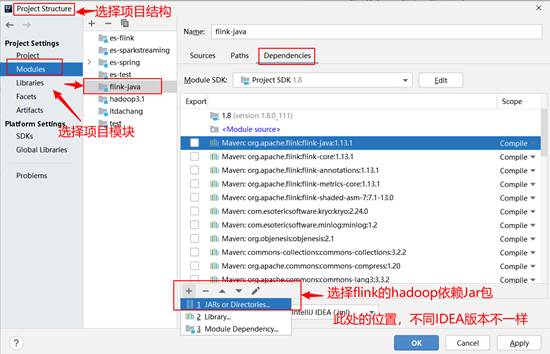 Project Structure
选择项目结构
Project Settings
Project
Modules
Libraries
Facets
Artifacts
Platform Settings
SDKs
Global Libraries
Problems
选择项目模块
es-flink
es-sparkstreaming
es-spring
es-test
flink-java
hadoop3.1
itdachang
test
Name: flink-java
Sources Paths Dependencies
Module SDK: Project SDK 1.8 Edit
Export Scope
1.8 (version 1.8.0_111)
<Module source>
Maven: org.apache.flink:flink-java:1.13.1 Compile
Maven: org.apache.flink:flink-core:1.13.1 Compile
Maven: org.apache.flink:flink-annotations:1.13.1 Compile
Maven: org.apache.flink:flink-metrics-core:1.13.1 Compile
Maven: org.apache.flink:flink-shaded-asm-7:7.1-13.0 Compile
Maven: com.esotericsoftware.kryo:kryo:2.24.0 Compile
Maven: com.esotericsoftware.minlog:minlog:1.2 Compile
Maven: org.objenesis:objenesis:2.1 Compile
Maven: commons-collections:commons-collections:3.2.2 Compile
Maven: org.apache.commons:commons-compress:1.20 Compile
Maven: org.apache.commons:commons-lang3:3.3.2 Compile
选择flink的hadoop依赖Jar包
1 JARs or Directories...
2 Library...
3 Module Dependency...
IntelliJ IDEA (.iml)
此处的位置，不同IDEA版本不一样
?
OK Cancel Apply